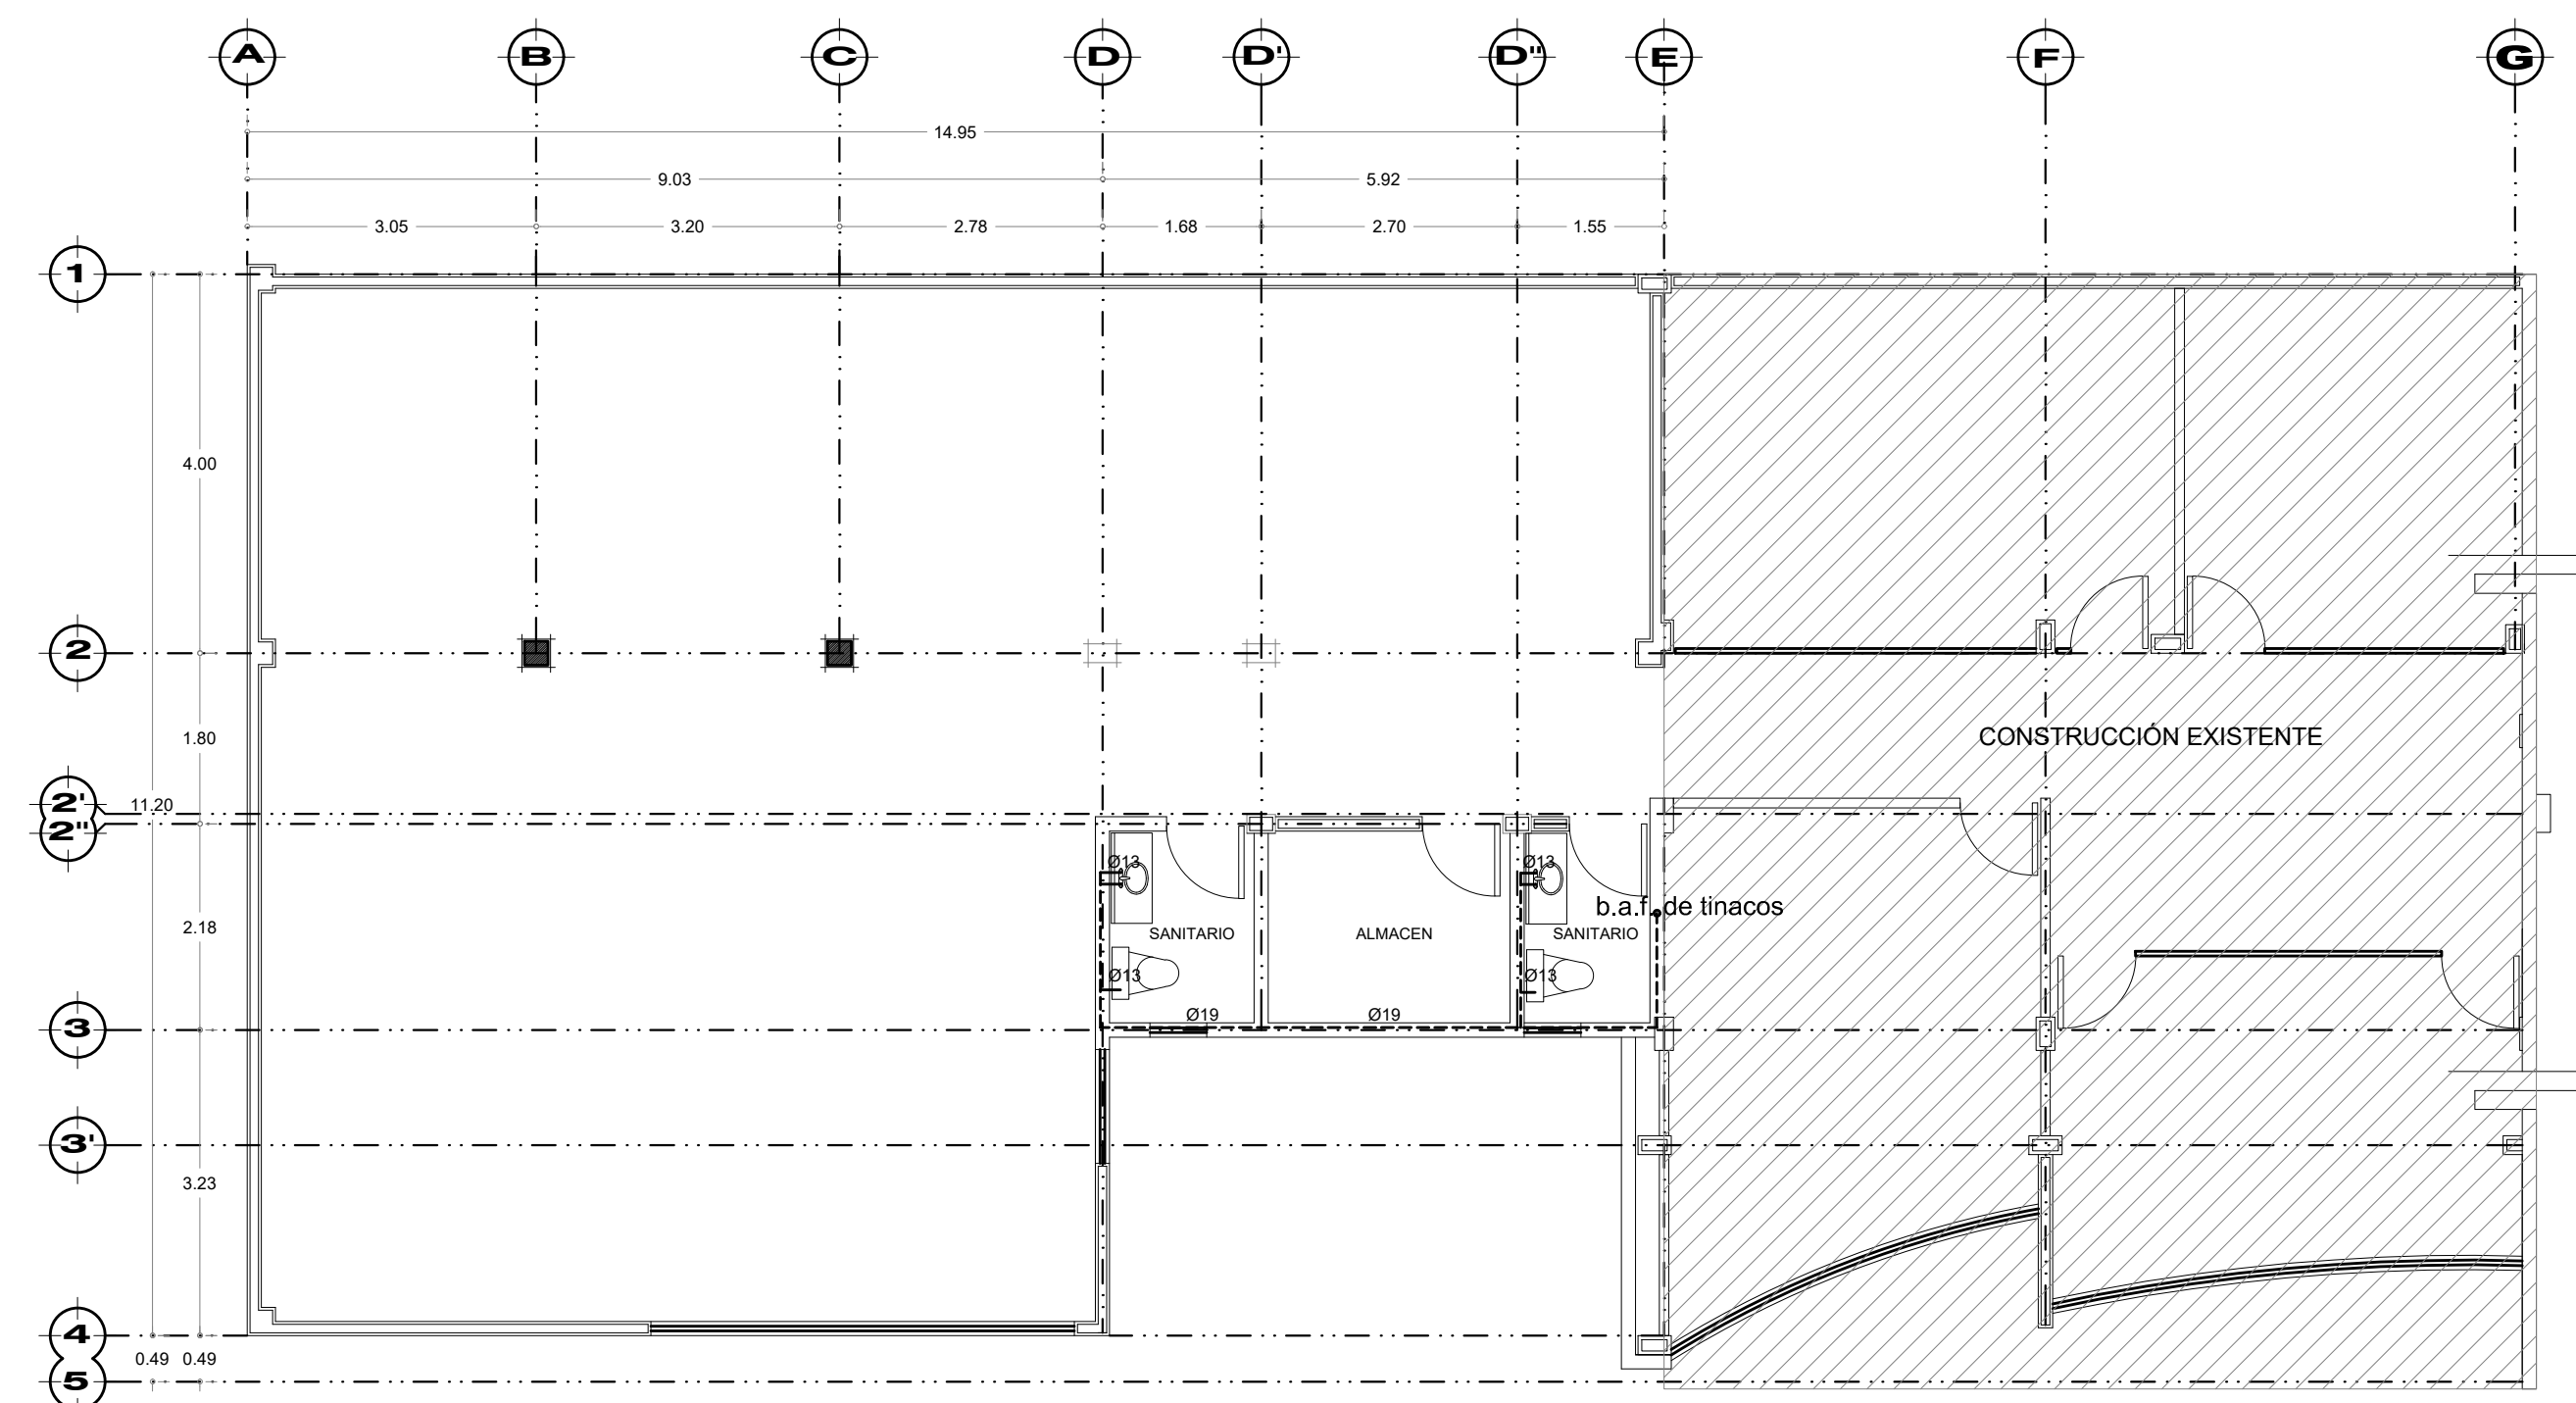 A B C D D' D" E F G
14.95
9.03 5.92
3.05 3.20 2.78 1.68 2.70 1.55
1
4.00
2
CONSTRUCCIÓN EXISTENTE
1.80
2'
11.20
2"
Ø13 Ø13
b.a.f. de tinacos
2.18
SANITARIO ALMACEN SANITARIO
Ø13 Ø13
Ø19 Ø19
3
3'
3.23
4
0.49 0.49
5